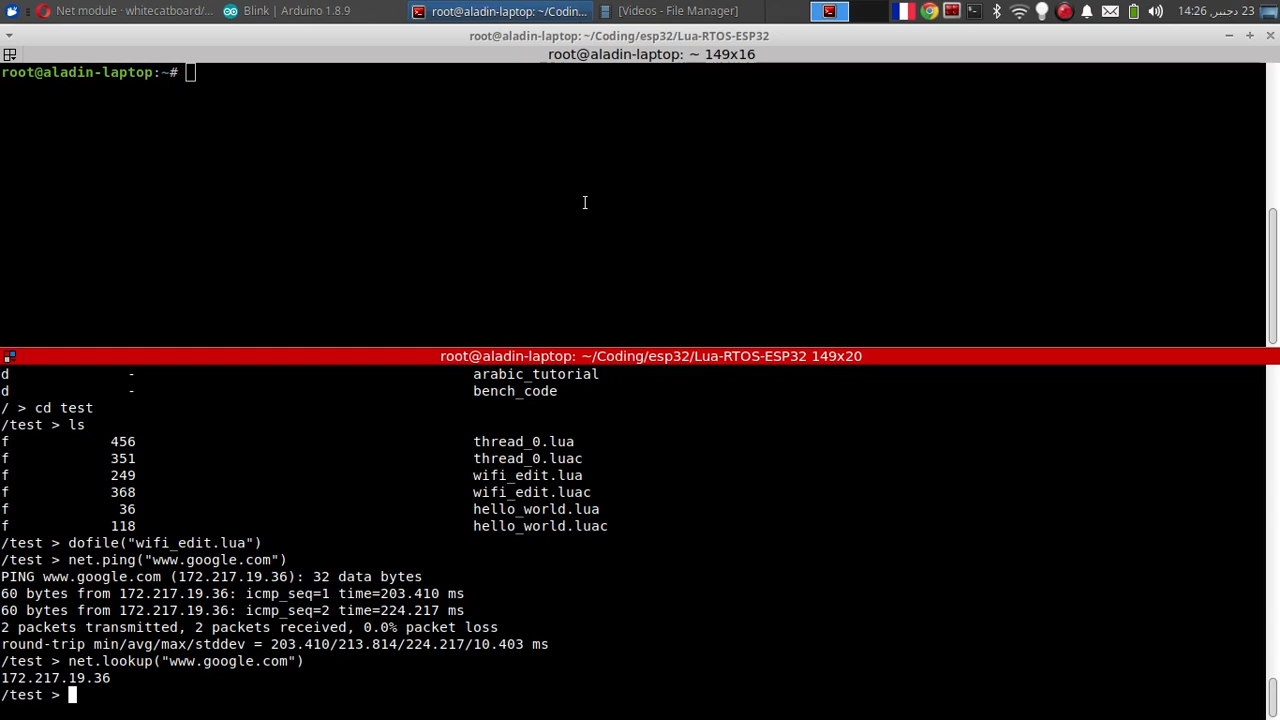 Net module · whitecatboard/...
Blink | Arduino 1.8.9
root@aladin-laptop: ~/Codin...
[Videos - File Manager]
23 دجنبر, 14:26
root@aladin-laptop: ~/Coding/esp32/Lua-RTOS-ESP32
root@aladin-laptop: ~ 149x16
root@aladin-laptop:~#
root@aladin-laptop: ~/Coding/esp32/Lua-RTOS-ESP32 149x20
d - arabic_tutorial
d - bench_code
/ > cd test
/test > ls
f 456 thread_0.lua
f 351 thread_0.luac
f 249 wifi_edit.lua
f 368 wifi_edit.luac
f 36 hello_world.lua
f 118 hello_world.luac
/test > dofile("wifi_edit.lua")
/test > net.ping("www.google.com")
PING www.google.com (172.217.19.36): 32 data bytes
60 bytes from 172.217.19.36: icmp_seq=1 time=203.410 ms
60 bytes from 172.217.19.36: icmp_seq=2 time=224.217 ms
2 packets transmitted, 2 packets received, 0.0% packet loss
round-trip min/avg/max/stddev = 203.410/213.814/224.217/10.403 ms
/test > net.lookup("www.google.com")
172.217.19.36
/test >